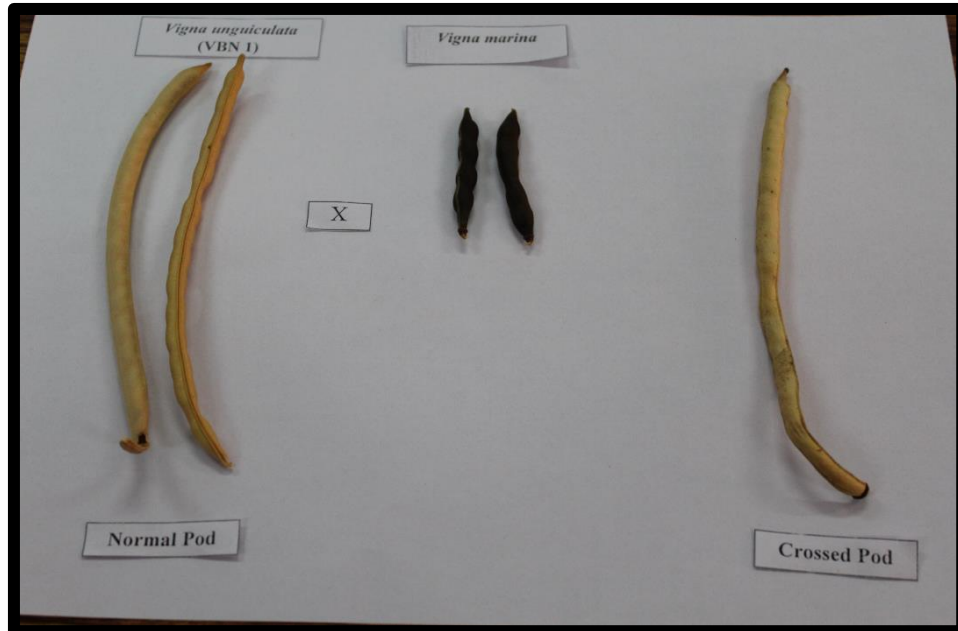 Vigna unguiculata
(VBN 1)
Vigna marina
X
Normal Pod
Crossed Pod